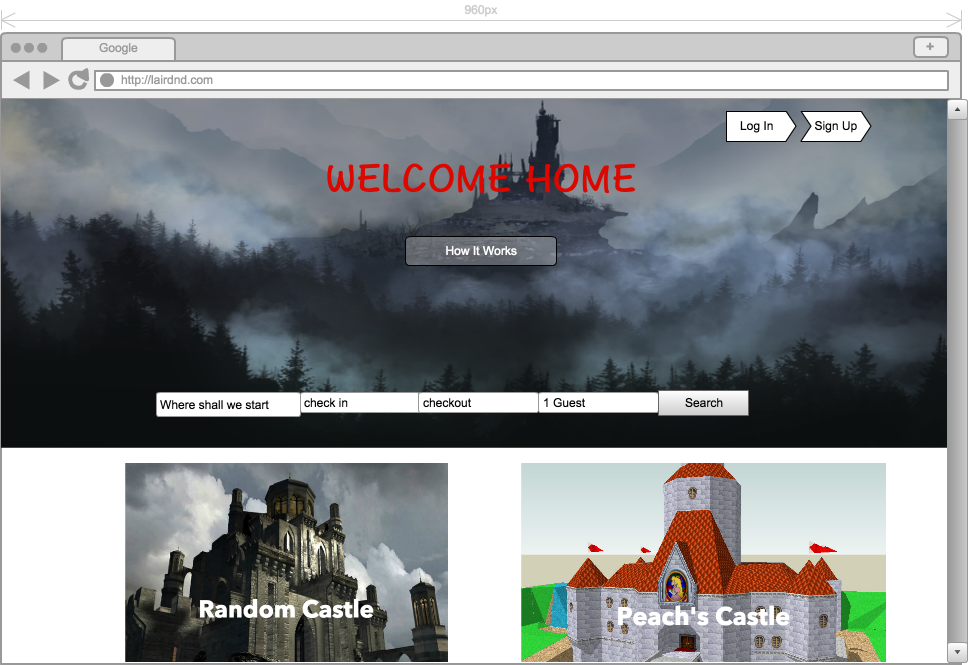 960px
Google
+
http://lairdnd.com
Log In
Sign Up
WELCOME HOME
How It Works
Where shall we start
check in
checkout
1 Guest
Search
Random Castle
Peach's Castle